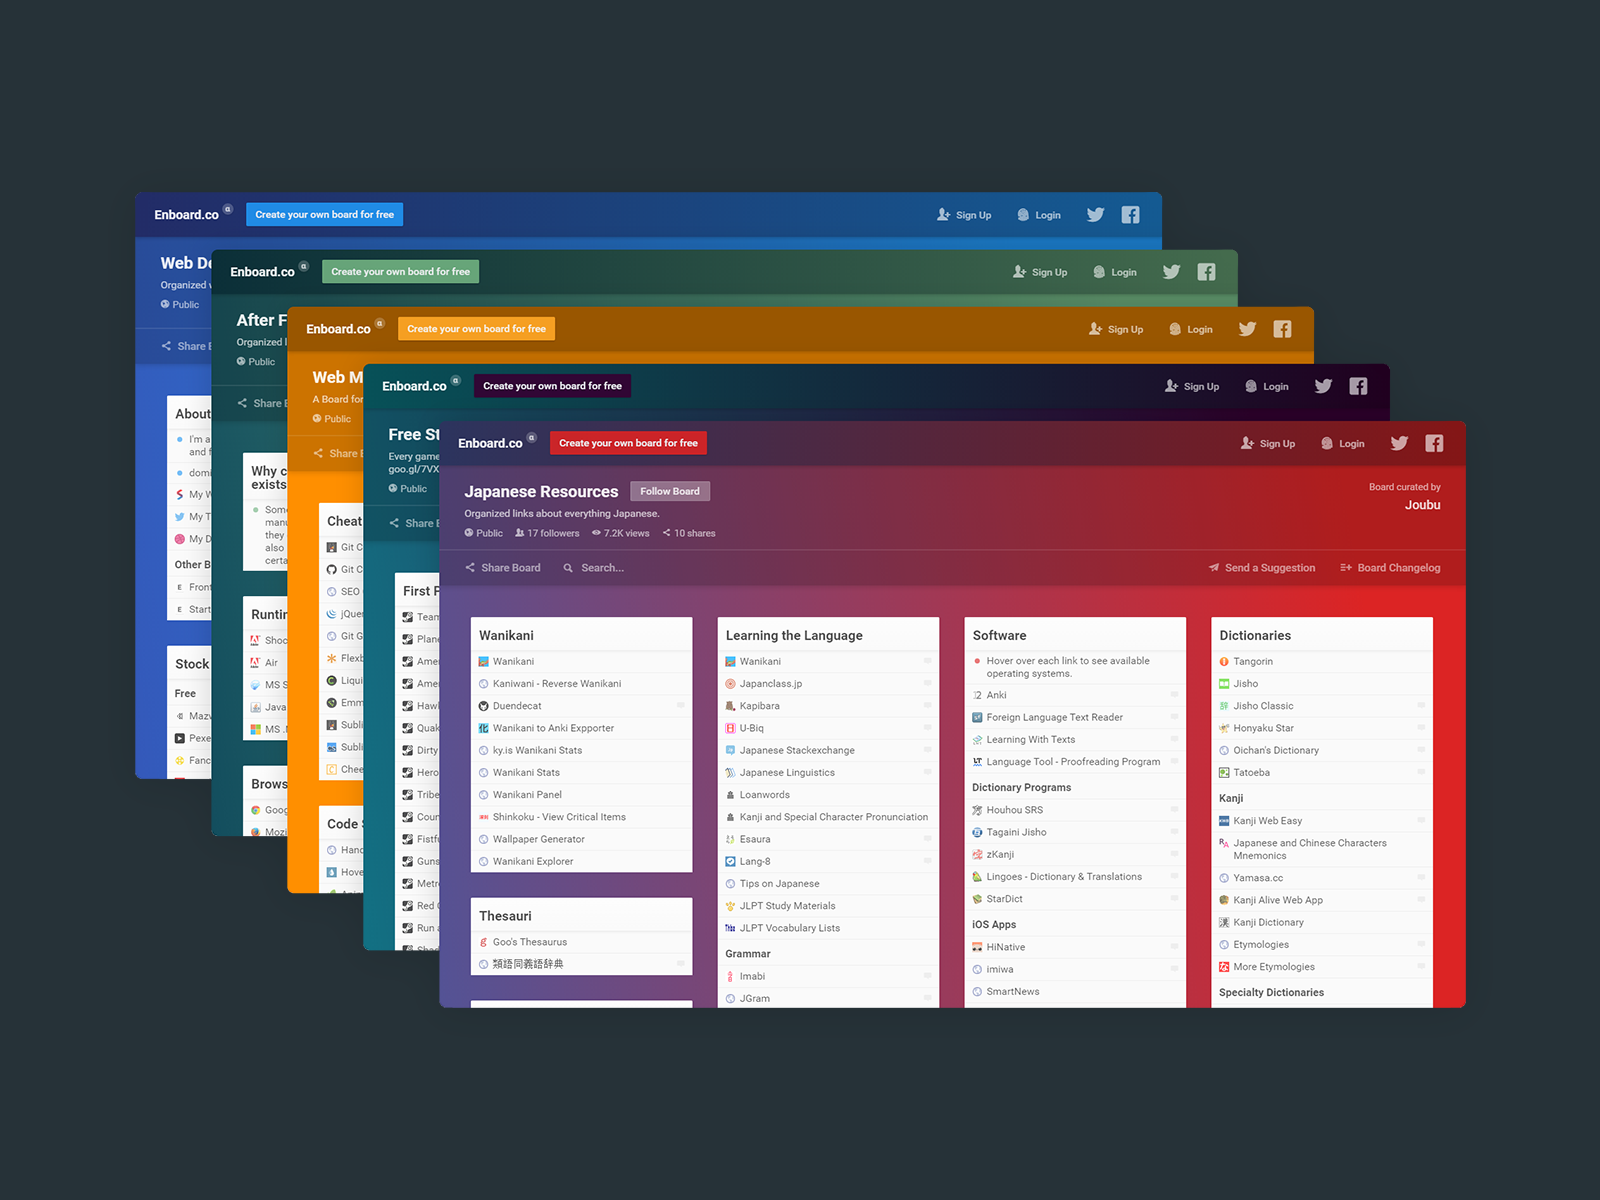 Enboard.co α
Create your own board for free
Sign Up
Login
Web De
Organized w
Public
Share B
About
I'm a
and f
domi
My W
My T
My D
Other B
Front
Start
Stock
Free
Mazw
Pexe
Fanc
Enboard.co α
Create your own board for free
Sign Up
Login
After F
Organized l
Public
Share B
Why c
exists
Some
manu
they
also
certa
Runtin
Shoc
Air
MS S
Java
MS .N
Brows
Goog
Mozi
Enboard.co α
Create your own board for free
Sign Up
Login
Web M
A Board for
Public
Share B
Cheat
Git C
Git C
SEO
jQuer
Git G
Flexb
Liqui
Emm
Subli
Subli
Chee
Code S
Hand
Hove
Enboard.co α
Create your own board for free
Sign Up
Login
Free St
Every game
goo.gl/7VX
Public
Share B
First P
Team
Plane
Amer
Amer
Hawk
Quak
Dirty
Hero
Tribe
Coun
Fistfu
Guns
Metro
Red O
Run a
Enboard.co α
Create your own board for free
Sign Up
Login
Japanese Resources
Follow Board
Organized links about everything Japanese.
Public
17 followers
7.2K views
10 shares
Board curated by
Joubu
Share Board
Search...
Send a Suggestion
Board Changelog
Wanikani
Wanikani
Kaniwani - Reverse Wanikani
Duendecat
Wanikani to Anki Expporter
ky.is Wanikani Stats
Wanikani Stats
Wanikani Panel
Shinkoku - View Critical Items
Wallpaper Generator
Wanikani Explorer
Thesauri
Goo's Thesaurus
類語同義語辞典
Learning the Language
Wanikani
Japanclass.jp
Kapibara
U-Biq
Japanese Stackexchange
Japanese Linguistics
Loanwords
Kanji and Special Character Pronunciation
Esaura
Lang-8
Tips on Japanese
JLPT Study Materials
JLPT Vocabulary Lists
Grammar
Imabi
JGram
Software
Hover over each link to see available
operating systems.
Anki
Foreign Language Text Reader
Learning With Texts
Language Tool - Proofreading Program
Dictionary Programs
Houhou SRS
Tagaini Jisho
zKanji
Lingoes - Dictionary & Translations
StarDict
iOS Apps
HiNative
imiwa
SmartNews
Dictionaries
Tangorin
Jisho
Jisho Classic
Honyaku Star
Oichan's Dictionary
Tatoeba
Kanji
Kanji Web Easy
Japanese and Chinese Characters
Mnemonics
Yamasa.cc
Kanji Alive Web App
Kanji Dictionary
Etymologies
More Etymologies
Specialty Dictionaries